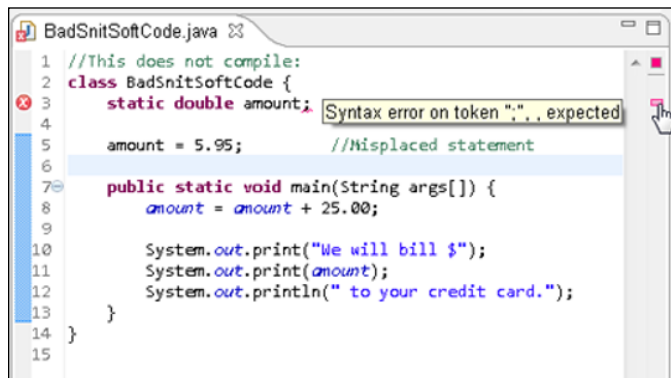 BadSnitSoftCode.java
1 //This does not compile:
2 class BadSnitSoftCode {
3 static double amount; Syntax error on token ";", , expected
4
5 amount = 5.95; //Misplaced statement
6
7 public static void main(String args[]) {
8 amount = amount + 25.00;
9
10 System.out.print("We will bill $");
11 System.out.print(amount);
12 System.out.println(" to your credit card.");
13 }
14 }
15